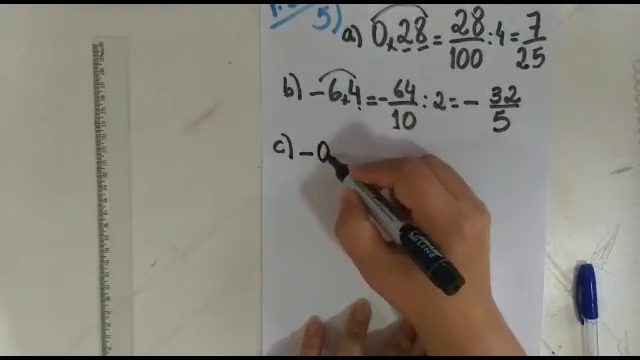 5)
a) 0,28 = 28/100 : 4 = 7/25
b) -6,4 = -64/10 : 2 = - 32/5
c) -0